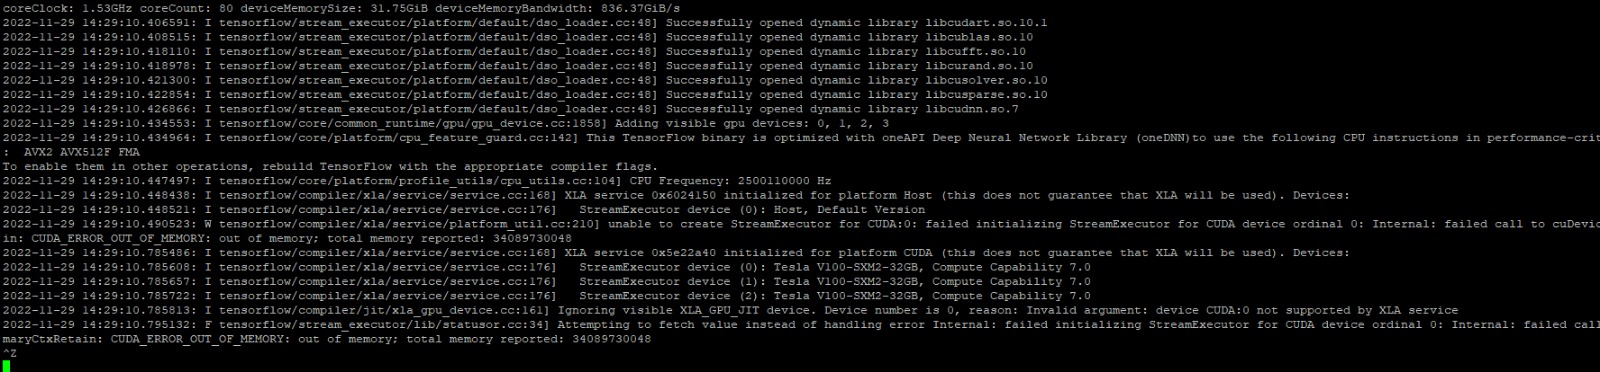 coreClock: 1.53GHz coreCount: 80 deviceMemorySize: 31.75GiB deviceMemoryBandwidth: 836.37GiB/s
2022-11-29 14:29:10.406591: I tensorflow/stream_executor/platform/default/dso_loader.cc:48] Successfully opened dynamic library libcudart.so.10.1
2022-11-29 14:29:10.408515: I tensorflow/stream_executor/platform/default/dso_loader.cc:48] Successfully opened dynamic library libcublas.so.10
2022-11-29 14:29:10.418110: I tensorflow/stream_executor/platform/default/dso_loader.cc:48] Successfully opened dynamic library libcufft.so.10
2022-11-29 14:29:10.418978: I tensorflow/stream_executor/platform/default/dso_loader.cc:48] Successfully opened dynamic library libcurand.so.10
2022-11-29 14:29:10.421300: I tensorflow/stream_executor/platform/default/dso_loader.cc:48] Successfully opened dynamic library libcusolver.so.10
2022-11-29 14:29:10.422854: I tensorflow/stream_executor/platform/default/dso_loader.cc:48] Successfully opened dynamic library libcusparse.so.10
2022-11-29 14:29:10.426866: I tensorflow/stream_executor/platform/default/dso_loader.cc:48] Successfully opened dynamic library libcudnn.so.7
2022-11-29 14:29:10.434553: I tensorflow/core/common_runtime/gpu/gpu_device.cc:1858] Adding visible gpu devices: 0, 1, 2, 3
2022-11-29 14:29:10.434964: I tensorflow/core/platform/cpu_feature_guard.cc:142] This TensorFlow binary is optimized with oneAPI Deep Neural Network Library (oneDNN)to use the following CPU instructions in performance-crit
:  AVX2 AVX512F FMA
To enable them in other operations, rebuild TensorFlow with the appropriate compiler flags.
2022-11-29 14:29:10.447497: I tensorflow/core/platform/profile_utils/cpu_utils.cc:104] CPU Frequency: 2500110000 Hz
2022-11-29 14:29:10.448438: I tensorflow/compiler/xla/service/service.cc:168] XLA service 0x6024150 initialized for platform Host (this does not guarantee that XLA will be used). Devices:
2022-11-29 14:29:10.448521: I tensorflow/compiler/xla/service/service.cc:176]   StreamExecutor device (0): Host, Default Version
2022-11-29 14:29:10.490523: W tensorflow/compiler/xla/service/platform_util.cc:210] unable to create StreamExecutor for CUDA:0: failed initializing StreamExecutor for CUDA device ordinal 0: Internal: failed call to cuDevic
in: CUDA_ERROR_OUT_OF_MEMORY: out of memory; total memory reported: 34089730048
2022-11-29 14:29:10.785486: I tensorflow/compiler/xla/service/service.cc:168] XLA service 0x5e22a40 initialized for platform CUDA (this does not guarantee that XLA will be used). Devices:
2022-11-29 14:29:10.785608: I tensorflow/compiler/xla/service/service.cc:176]   StreamExecutor device (0): Tesla V100-SXM2-32GB, Compute Capability 7.0
2022-11-29 14:29:10.785657: I tensorflow/compiler/xla/service/service.cc:176]   StreamExecutor device (1): Tesla V100-SXM2-32GB, Compute Capability 7.0
2022-11-29 14:29:10.785722: I tensorflow/compiler/xla/service/service.cc:176]   StreamExecutor device (2): Tesla V100-SXM2-32GB, Compute Capability 7.0
2022-11-29 14:29:10.785813: I tensorflow/compiler/jit/xla_gpu_device.cc:161] Ignoring visible XLA_GPU_JIT device. Device number is 0, reason: Invalid argument: device CUDA:0 not supported by XLA service
2022-11-29 14:29:10.795132: F tensorflow/stream_executor/lib/statusor.cc:34] Attempting to fetch value instead of handling error Internal: failed initializing StreamExecutor for CUDA device ordinal 0: Internal: failed call
maryCtxRetain: CUDA_ERROR_OUT_OF_MEMORY: out of memory; total memory reported: 34089730048
^Z